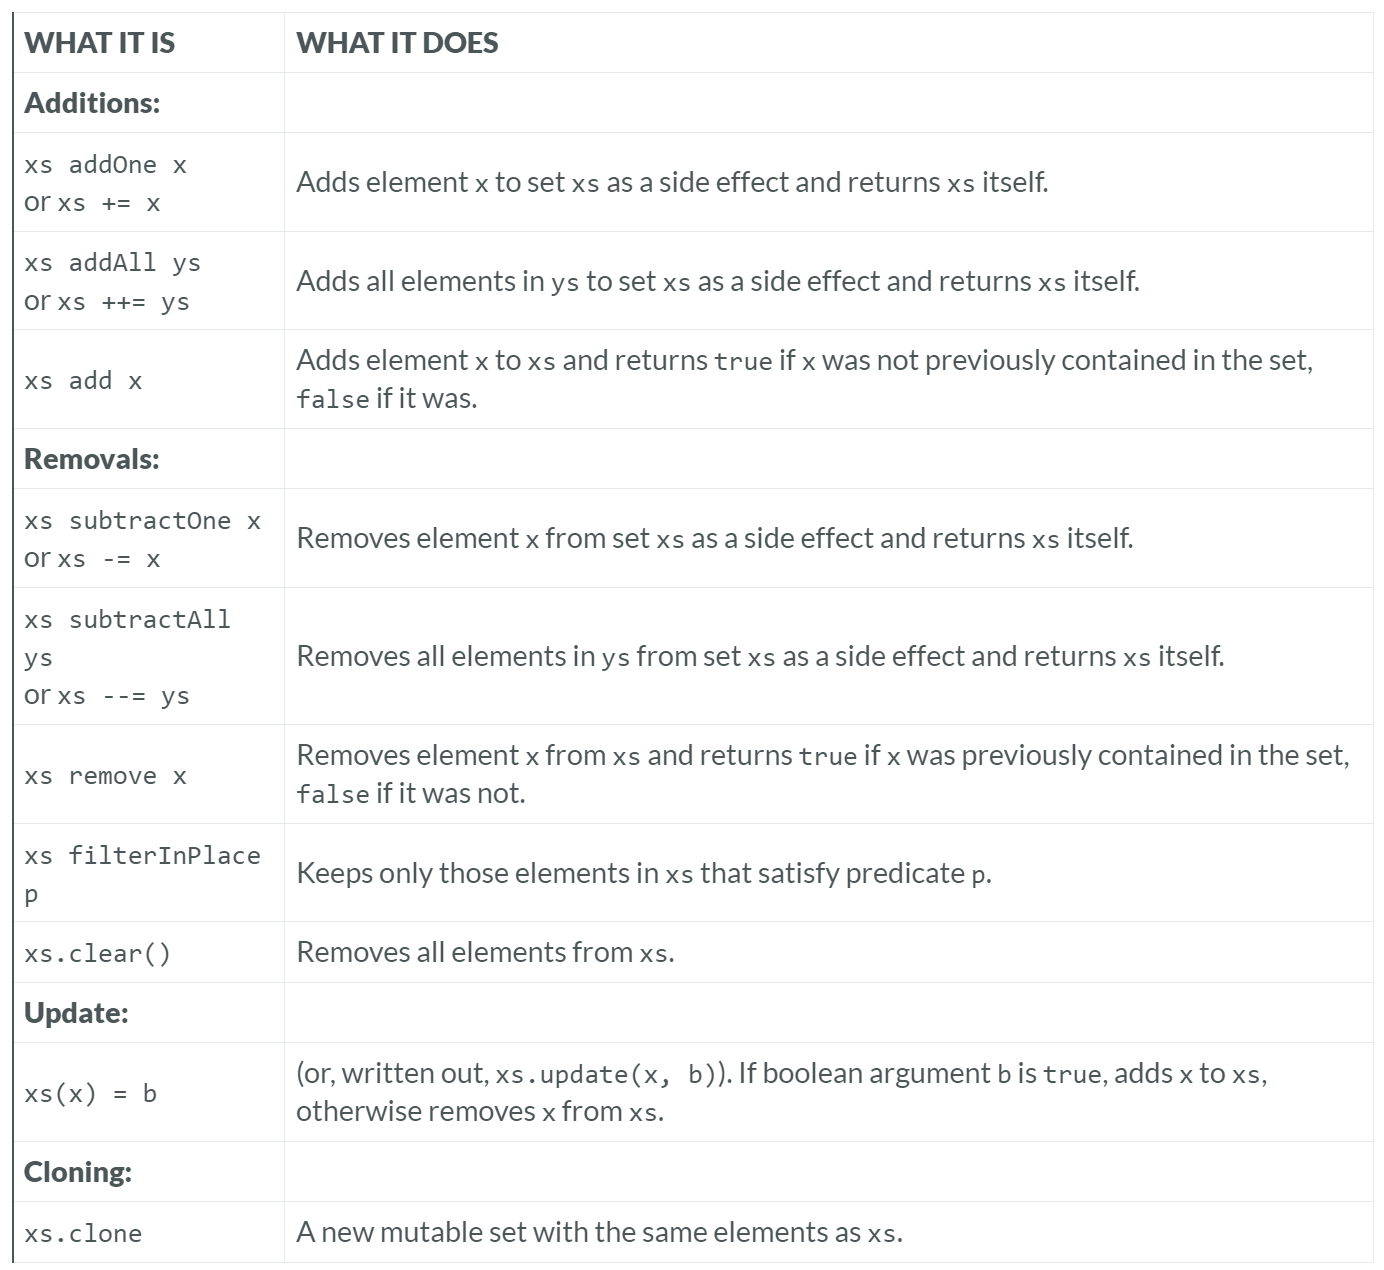 WHAT IT IS WHAT IT DOES
Additions:
xs addOne x
or xs += x
Adds element x to set xs as a side effect and returns xs itself.
xs addAll ys
or xs ++= ys
Adds all elements in ys to set xs as a side effect and returns xs itself.
xs add x
Adds element x to xs and returns true if x was not previously contained in the set,
false if it was.
Removals:
xs subtractOne x
or xs -= x
Removes element x from set xs as a side effect and returns xs itself.
xs subtractAll
ys
or xs --= ys
Removes all elements in ys from set xs as a side effect and returns xs itself.
xs remove x
Removes element x from xs and returns true if x was previously contained in the set,
false if it was not.
xs filterInPlace
p
Keeps only those elements in xs that satisfy predicate p.
xs.clear()
Removes all elements from xs.
Update:
xs(x) = b
(or, written out, xs.update(x, b)). If boolean argument b is true, adds x to xs,
otherwise removes x from xs.
Cloning:
xs.clone
A new mutable set with the same elements as xs.